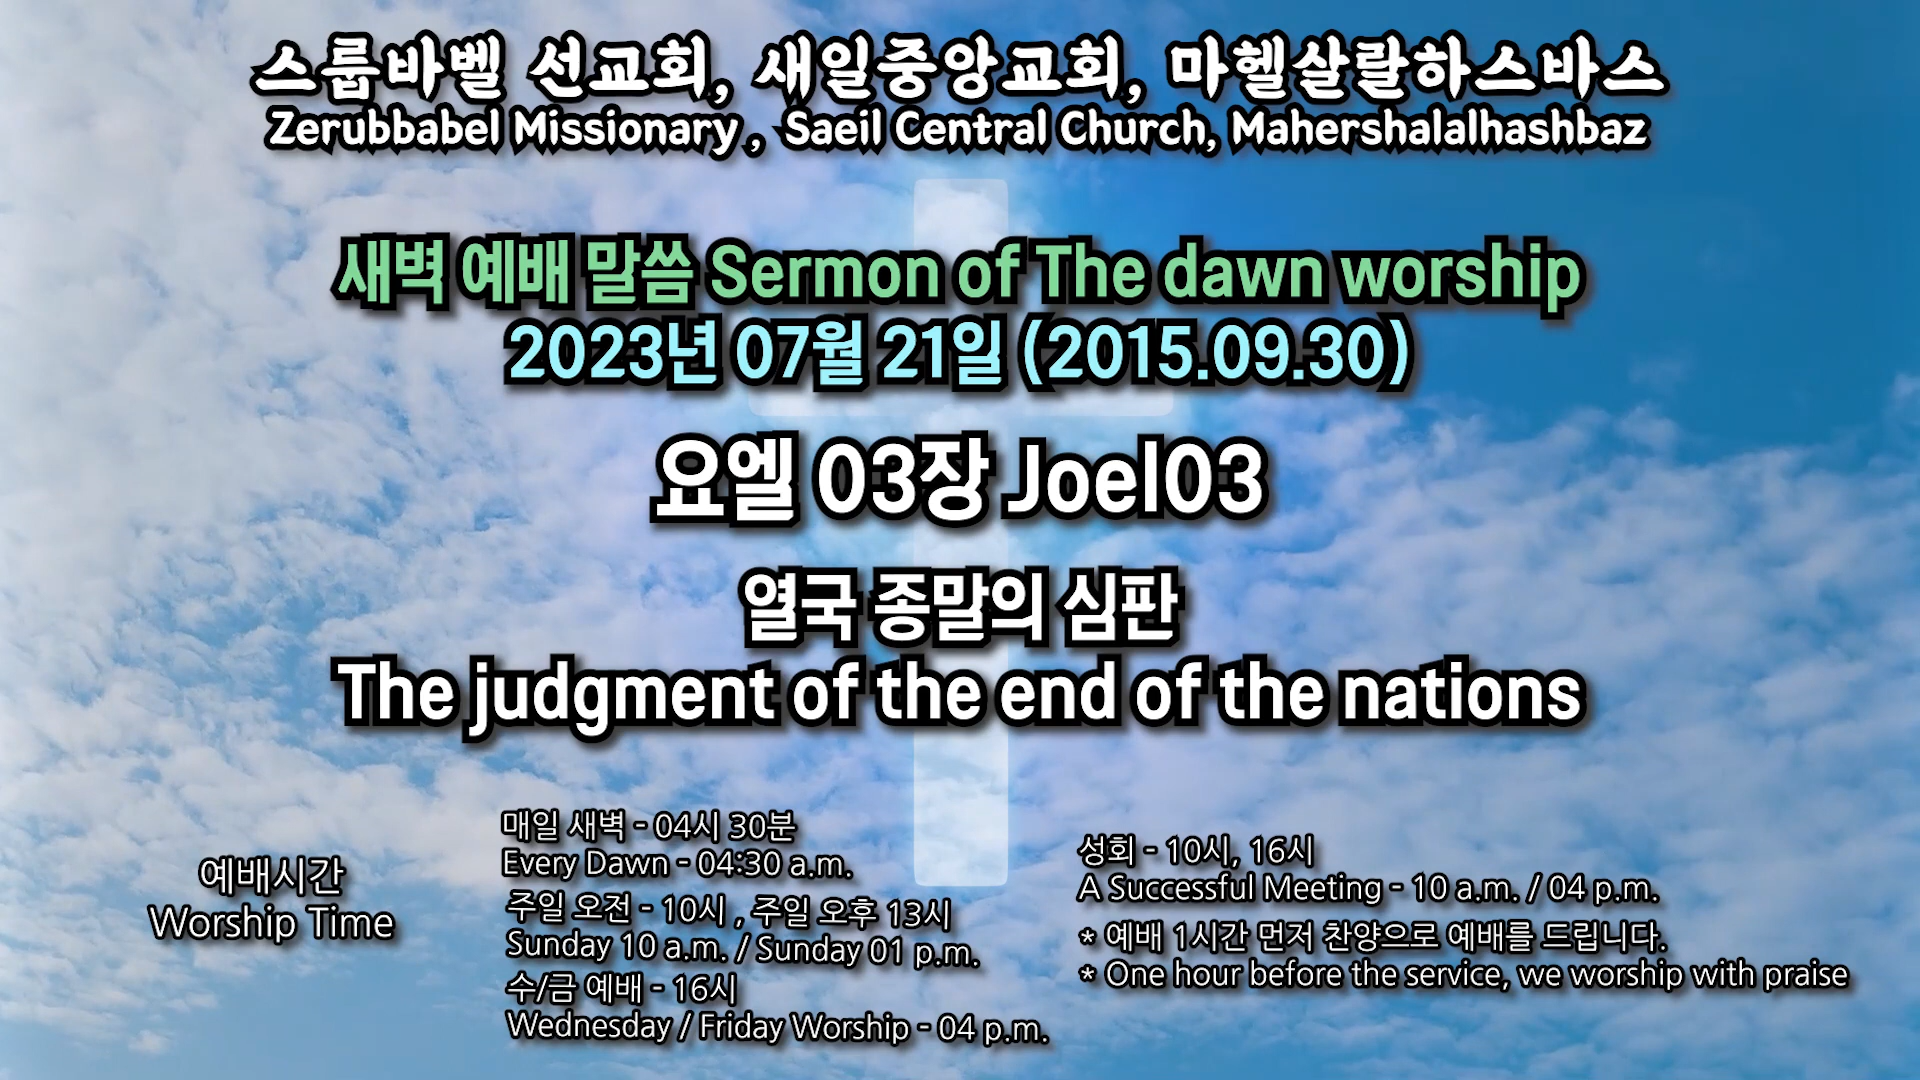 스룹바벨 선교회, 새일중앙교회, 마헬살랄하스바스
Zerubbabel Missionary , Saeil Central Church, Mahershalalhashbaz
새벽 예배 말씀 Sermon of The dawn worship
2023년 07월 21일 (2015.09.30)
요엘 03장 Joel03
열국 종말의 심판
The judgment of the end of the nations
예배시간
Worship Time
매일 새벽 - 04시 30분
Every Dawn - 04:30 a.m.
주일 오전 - 10시 , 주일 오후 13시
Sunday 10 a.m. / Sunday 01 p.m.
수/금 예배 - 16시
Wednesday / Friday Worship - 04 p.m.
성회 - 10시, 16시
A Successful Meeting - 10 a.m. / 04 p.m.
* 예배 1시간 먼저 찬양으로 예배를 드립니다.
* One hour before the service, we worship with praise